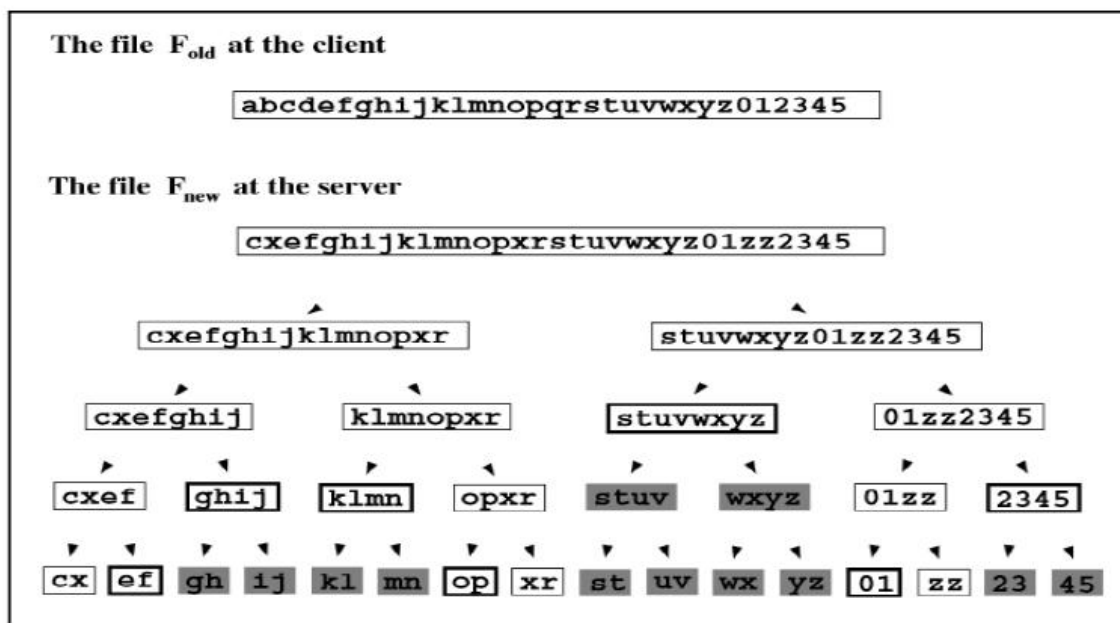 The file F_old at the client
abcdefghijklmnopqrstuvwxyz012345
The file F_new at the server
cxefghijklmnopxrstuvwxyz01zz2345
cxefghijklmnopxr stuvwxyz01zz2345
cxefghij klmnopxr stuvwxyz 01zz2345
cxef ghij klmn opxr stuv wxyz 01zz 2345
cx ef gh ij kl mn op xr st uv wx yz 01 zz 23 45